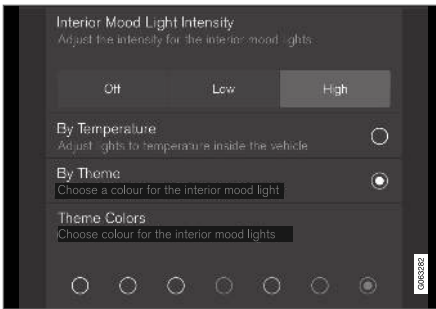 Interior Mood Light Intensity
Adjust the intensity for the interior mood lights
Off Low High
By Temperature
Adjust lights to temperature inside the vehicle
By Theme
Choose a colour for the interior mood light
Theme Colors
Choose colour for the interior mood lights
G063282